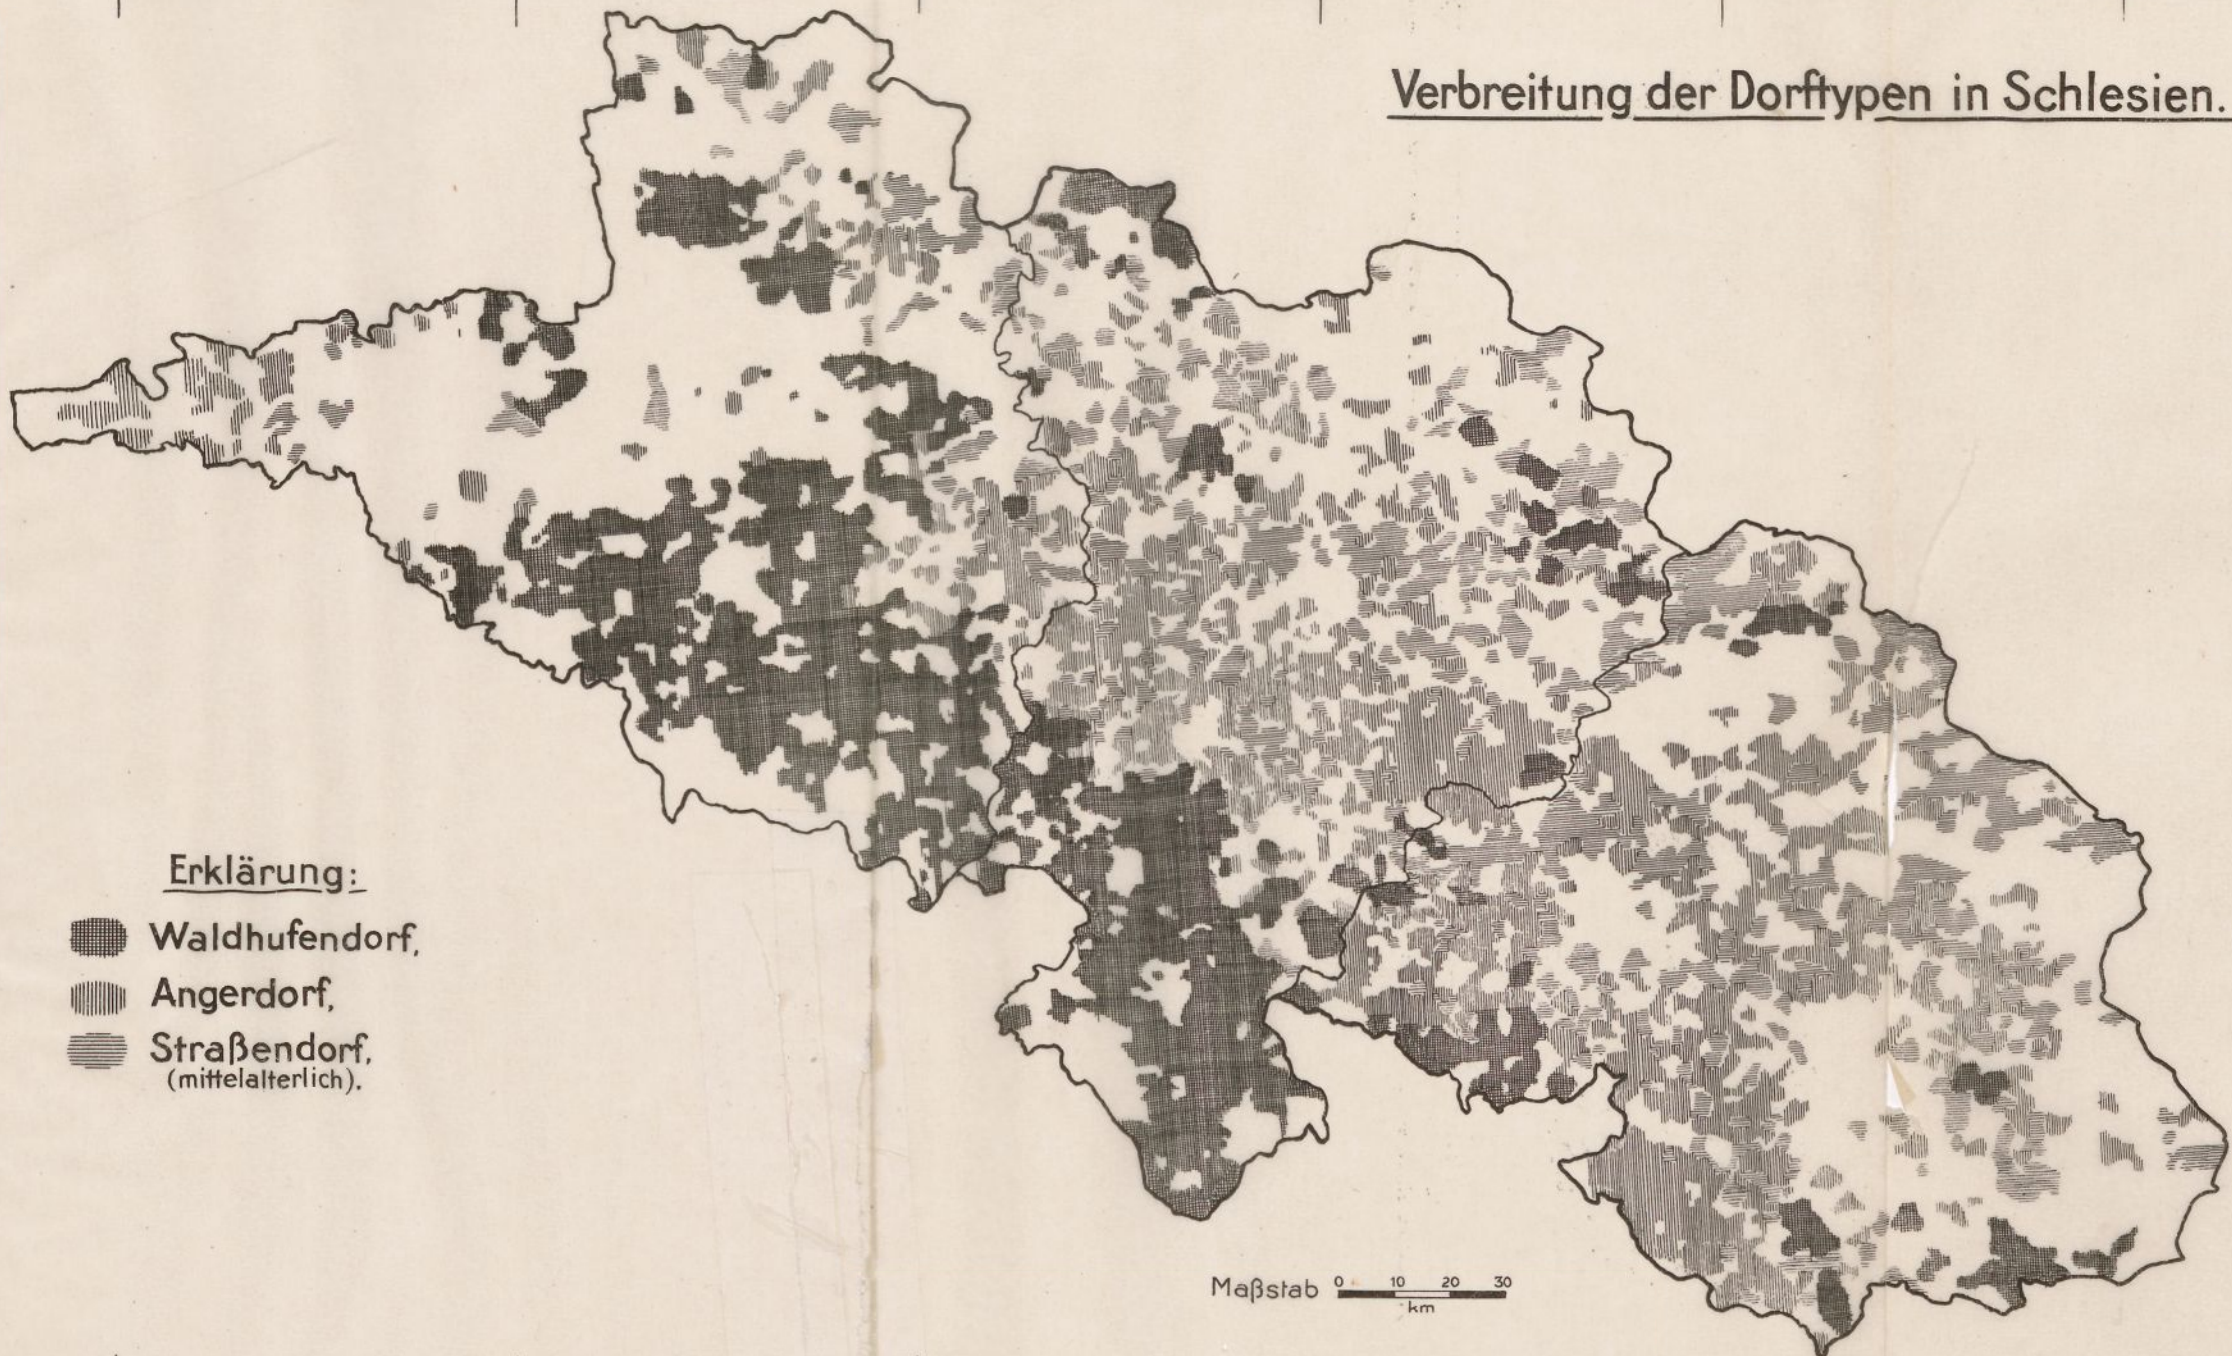 Verbreitung der Dorftypen in Schlesien.
Erklärung:
Waldhufendorf,
Angerdorf,
Straßendorf,
(mittelalterlich).
Maßstab 0 10 20 30
km